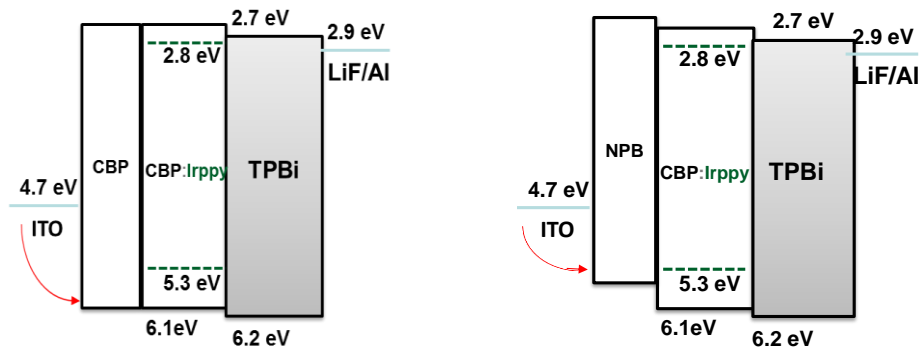 2.7 eV
2.9 eV
2.8 eV
LiF/Al
CBP
CBP:Irppy
TPBi
4.7 eV
ITO
5.3 eV
6.1eV
6.2 eV
2.7 eV
2.9 eV
2.8 eV
LiF/Al
NPB
CBP:Irppy
TPBi
4.7 eV
ITO
5.3 eV
6.1eV
6.2 eV